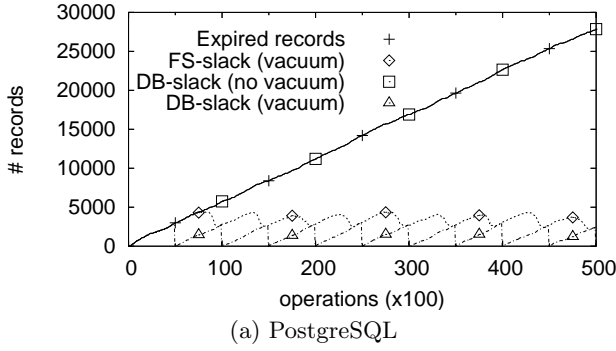 30000
25000
20000
15000
10000
5000
0
# records
Expired records
FS-slack (vacuum)
DB-slack (no vacuum)
DB-slack (vacuum)
0 100 200 300 400 500
operations (x100)
(a) PostgreSQL